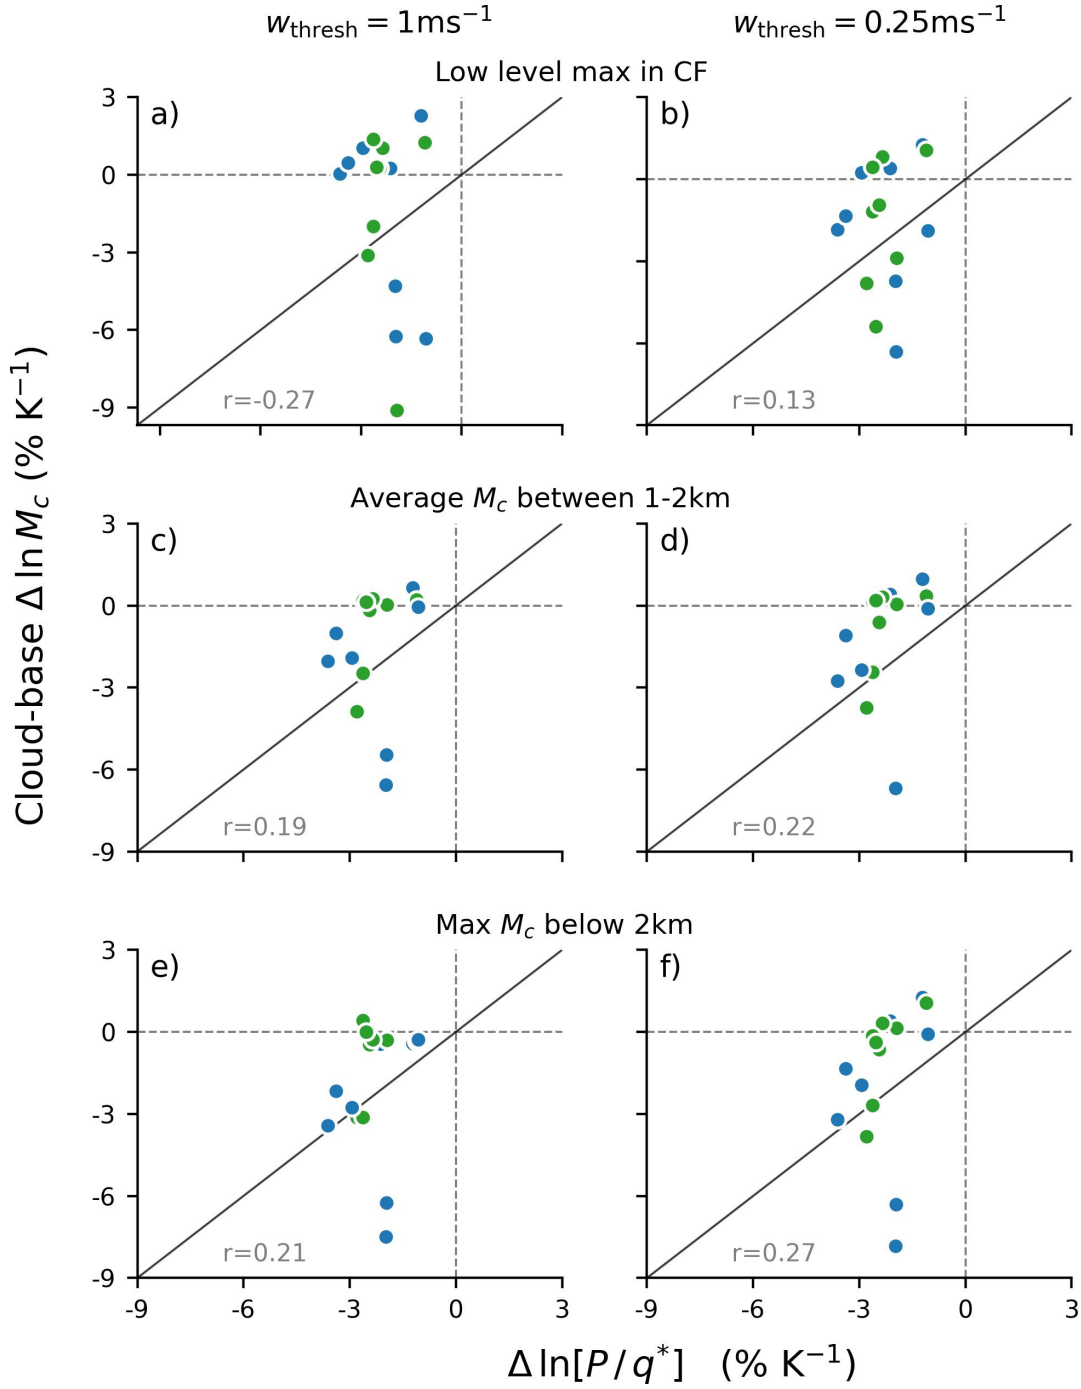 w_thresh = 1ms⁻¹ w_thresh = 0.25ms⁻¹
Low level max in CF
a) b)
3
0
-3
-6
-9
r=-0.27 r=0.13
Cloud-base Δ ln M_c (% K⁻¹)
Average M_c between 1-2km
c) d)
3
0
-3
-6
-9
r=0.19 r=0.22
Max M_c below 2km
e) f)
3
0
-3
-6
-9
r=0.21 r=0.27
-9 -6 -3 0 3 -9 -6 -3 0 3
Δ ln[P/q*] (% K⁻¹)